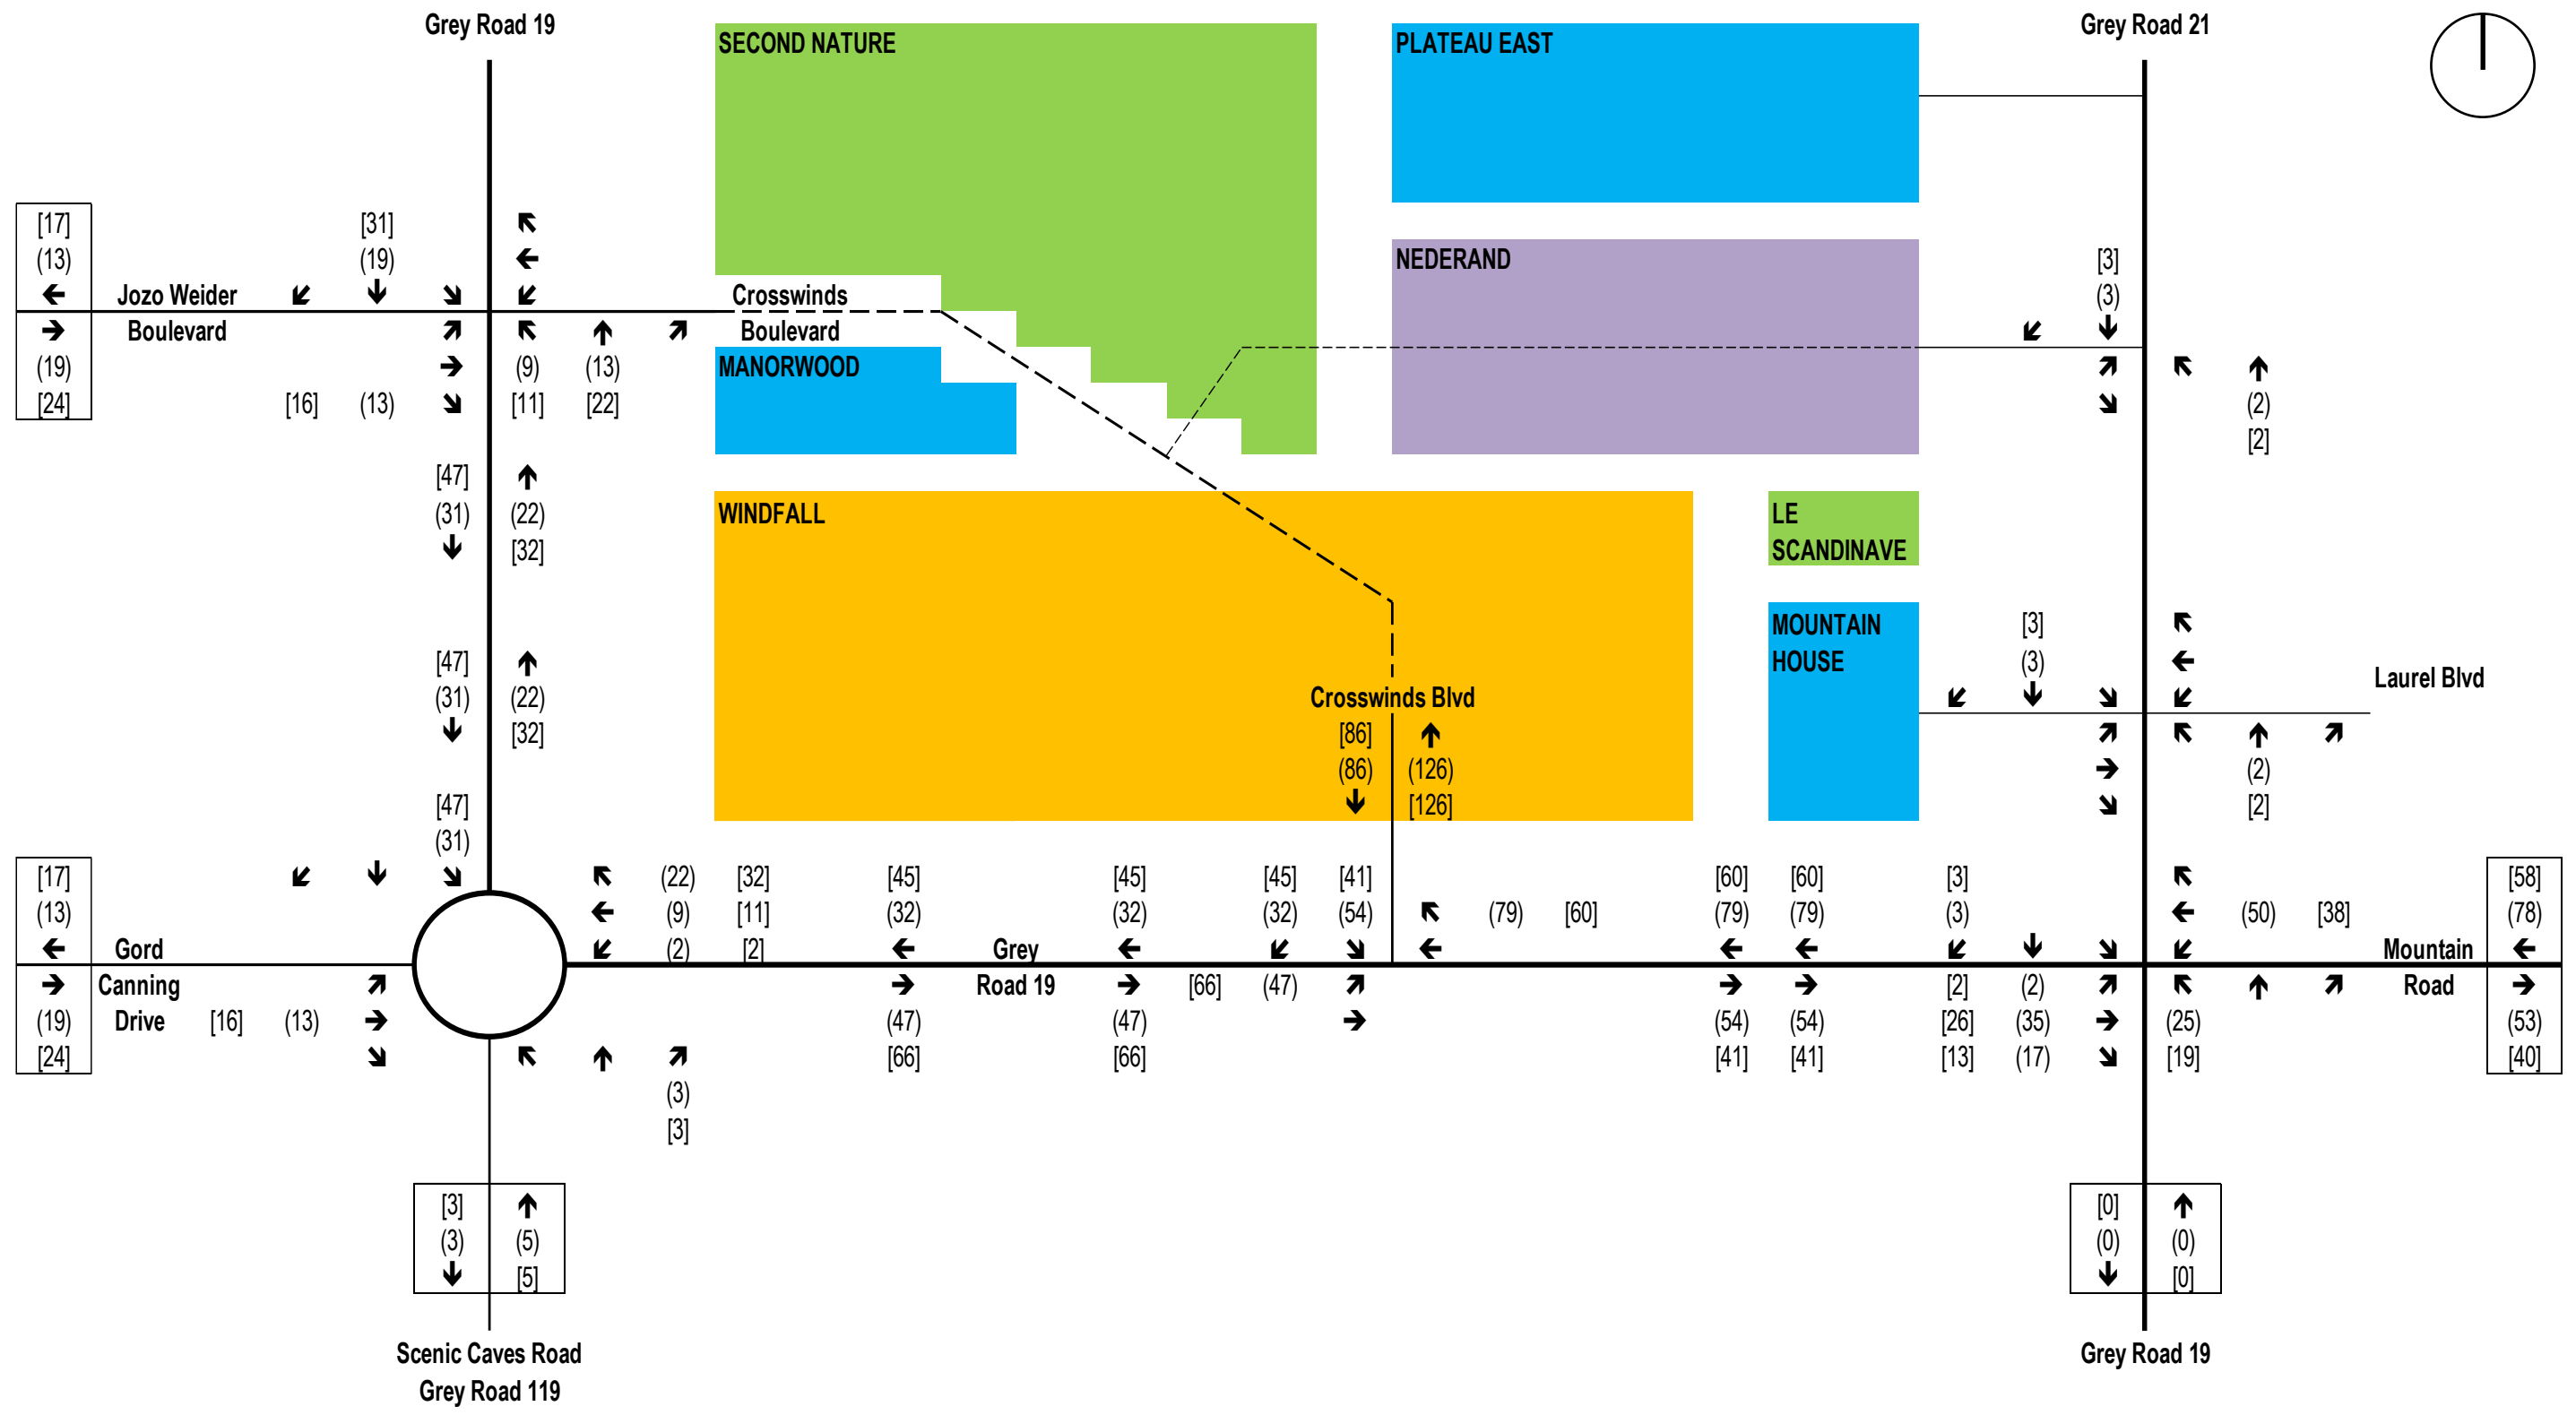 Grey Road 19
Grey Road 21
SECOND NATURE
PLATEAU EAST
[17] [31]
(13) (19)
NEDERAND
[3]
Jozo Weider
Crosswinds
(3)
Boulevard
Boulevard
(19) (9) (13)
MANORWOOD
[24] [16] (13) [11] [22]
(2)
[2]
[47]
(31) (22)
[32]
WINDFALL
LE
SCANDINAVE
MOUNTAIN
HOUSE
[3]
(3)
[47]
(31) (22)
[32]
Crosswinds Blvd
Laurel Blvd
[86]
(86) (126)
[126]
(2)
[2]
[47]
(31)
[17] (22) [32] [45] [45] [45] [41] [60] [60] [3] [58]
(13) (9) [11] (32) (32) (32) (54) (79) [60] (79) (79) (3) (50) [38] (78)
Gord (2) [2] Grey Mountain
Canning Road 19 [66] (47) [2] (2) Road
(19) Drive [16] (13) (47) (47) (54) (54) [26] (35) (25) (53)
[24] [66] [66] [41] [41] [13] (17) [19] [40]
(3)
[3]
[3] [0]
(3) (5) (0) (0)
[5] [0]
Scenic Caves Road
Grey Road 119
Grey Road 19